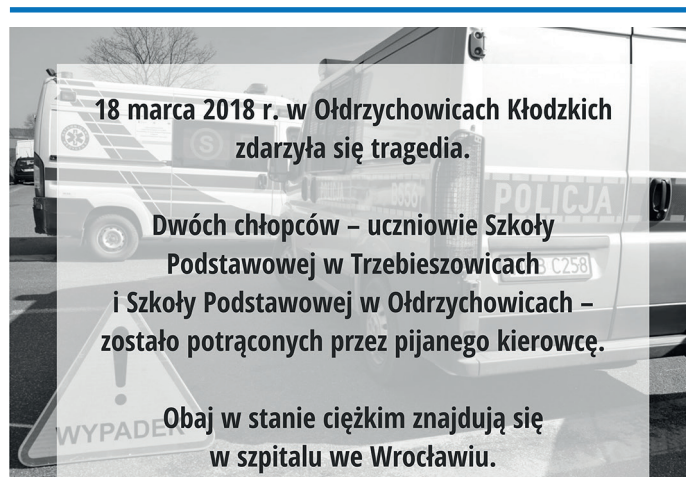 18 marca 2018 r. w Ołdrzychowicach Kłodzkich
zdarzyła się tragedia.
Dwóch chłopców – uczniowie Szkoły
Podstawowej w Trzebieszowicach
i Szkoły Podstawowej w Ołdrzychowicach –
zostało potrąconych przez pijanego kierowcę.
Obaj w stanie ciężkim znajdują się
w szpitalu we Wrocławiu.
POLICJA
B C258
WYPADEK
S